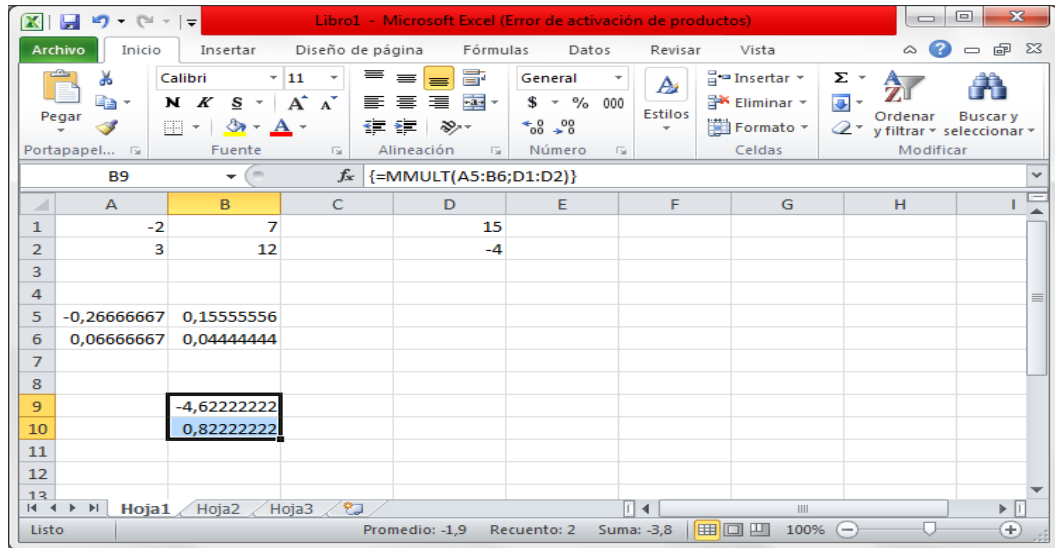 Libro1 - Microsoft Excel (Error de activación de productos)
Archivo Inicio Insertar Diseño de página Fórmulas Datos Revisar Vista
Pegar
Portapapel...
Calibri 11
N K S A A
A
Fuente
Alineación
General
$ % 000
Número
Estilos
Insertar
Eliminar
Formato
Celdas
Σ
Ordenar y filtrar
Buscar y seleccionar
Modificar
B9 fx {=MMULT(A5:B6;D1:D2)}
A B C D E F G H I
1 -2 7 15
2 3 12 -4
3
4
5 -0,26666667 0,15555556
6 0,06666667 0,04444444
7
8
9 -4,62222222
10 0,82222222
11
12
13
Hoja1 Hoja2 Hoja3
Listo Promedio: -1,9 Recuento: 2 Suma: -3,8 100%